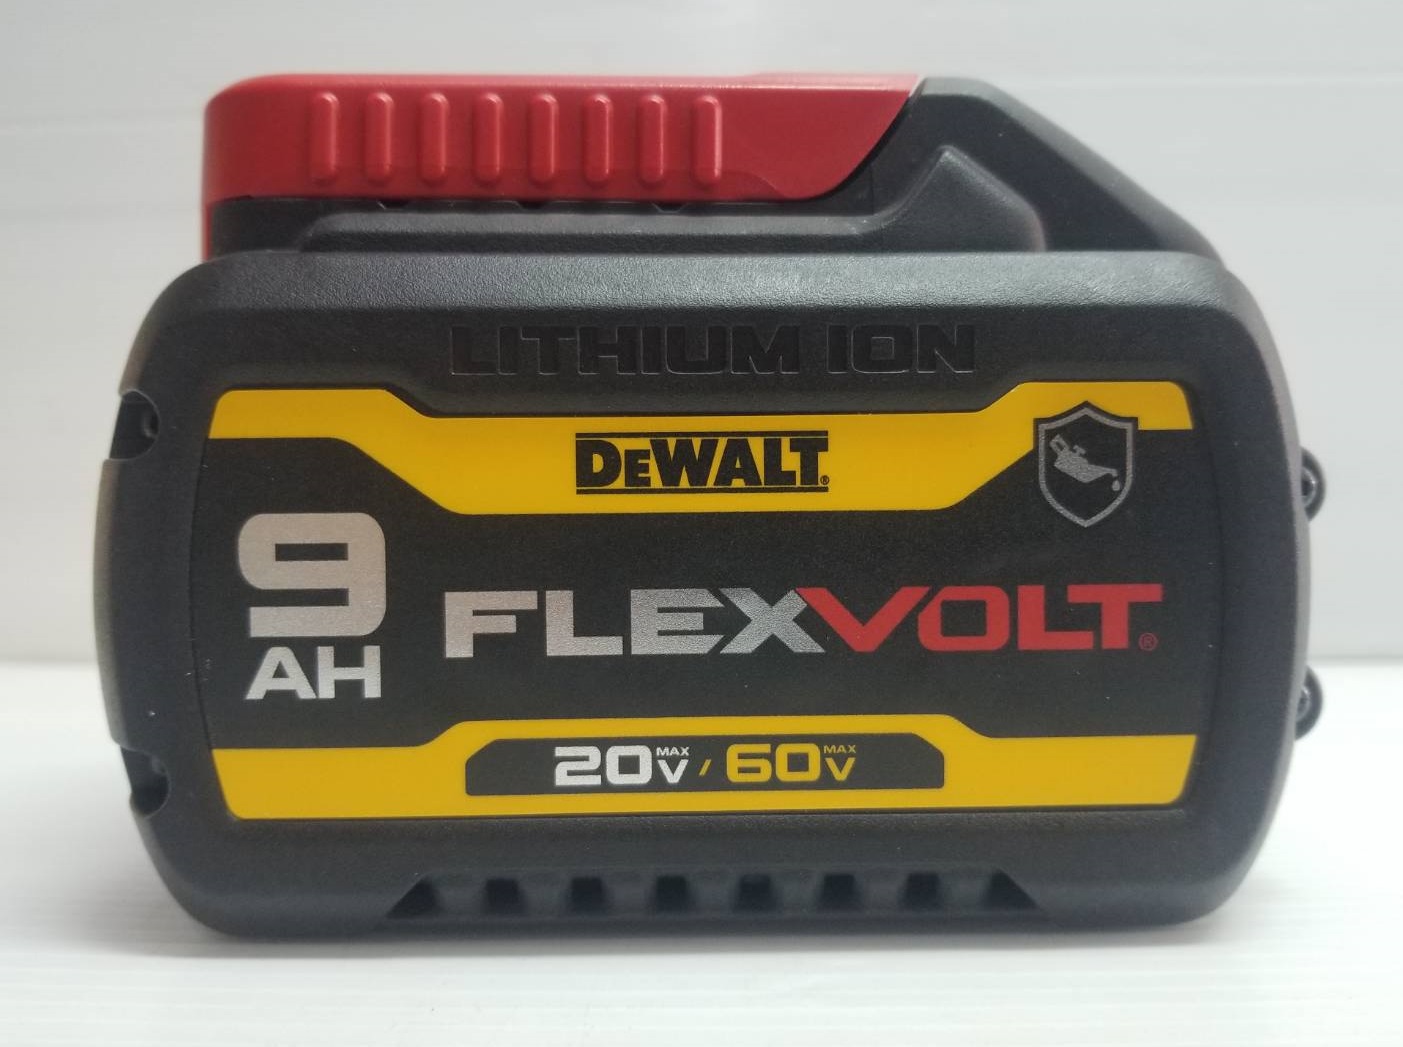 LITHIUM ION
DEWALT®
9
AH
FLEXVOLT®
20V MAX / 60V MAX